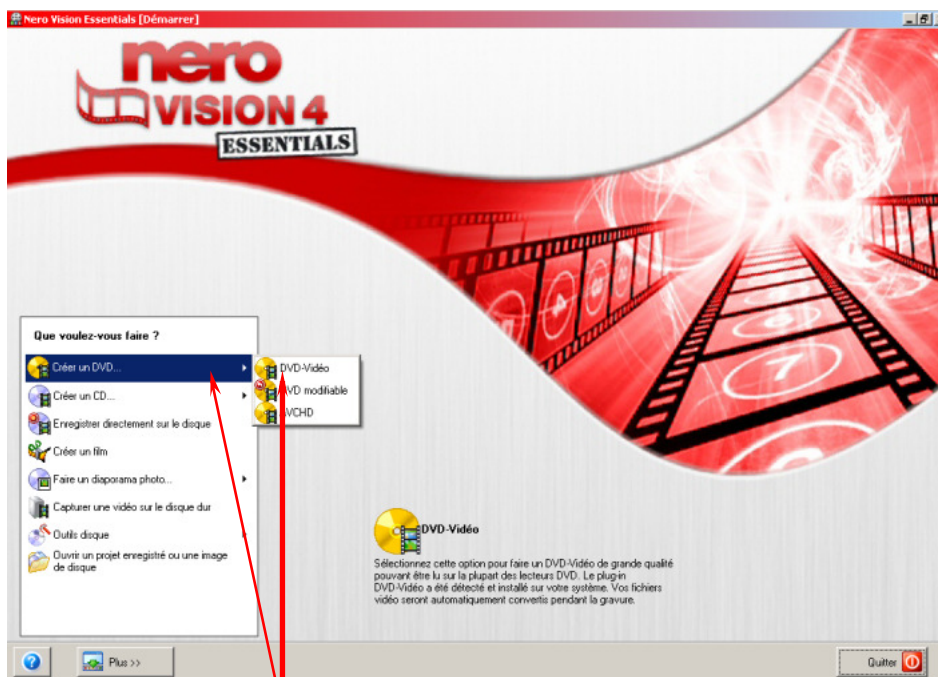 Nero Vision Essentials [Démarrer]
nero
VISION 4
ESSENTIALS
Que voulez-vous faire ?
Créer un DVD...
DVD-Vidéo
Créer un CD...
DVD modifiable
AVCHD
Enregistrer directement sur le disque
Créer un film
Faire un diaporama photo...
Capturer une vidéo sur le disque dur
Outils disque
Ouvrir un projet enregistré ou une image
de disque
DVD-Vidéo
Sélectionnez cette option pour faire un DVD-Vidéo de grande qualité
pouvant être lu sur la plupart des lecteurs DVD. Le plug-in
DVD-Vidéo a été détecté et installé sur votre système. Vos fichiers
vidéo seront automatiquement convertis pendant la gravure.
Plus >>
Quitter